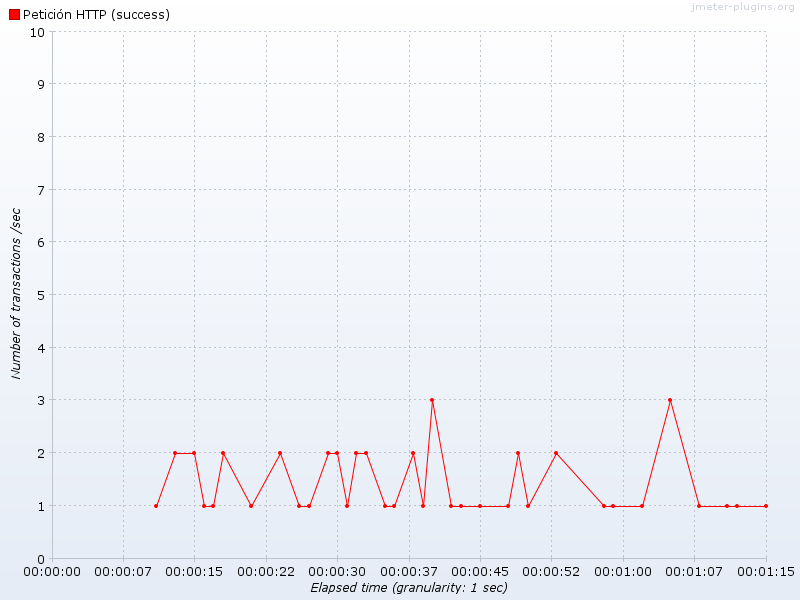 jmeter-plugins.org
Petición HTTP (success)
10
9
8
7
6
5
4
3
2
1
0
Number of transactions /sec
00:00:00 00:00:07 00:00:15 00:00:22 00:00:30 00:00:37 00:00:45 00:00:52 00:01:00 00:01:07 00:01:15
Elapsed time (granularity: 1 sec)